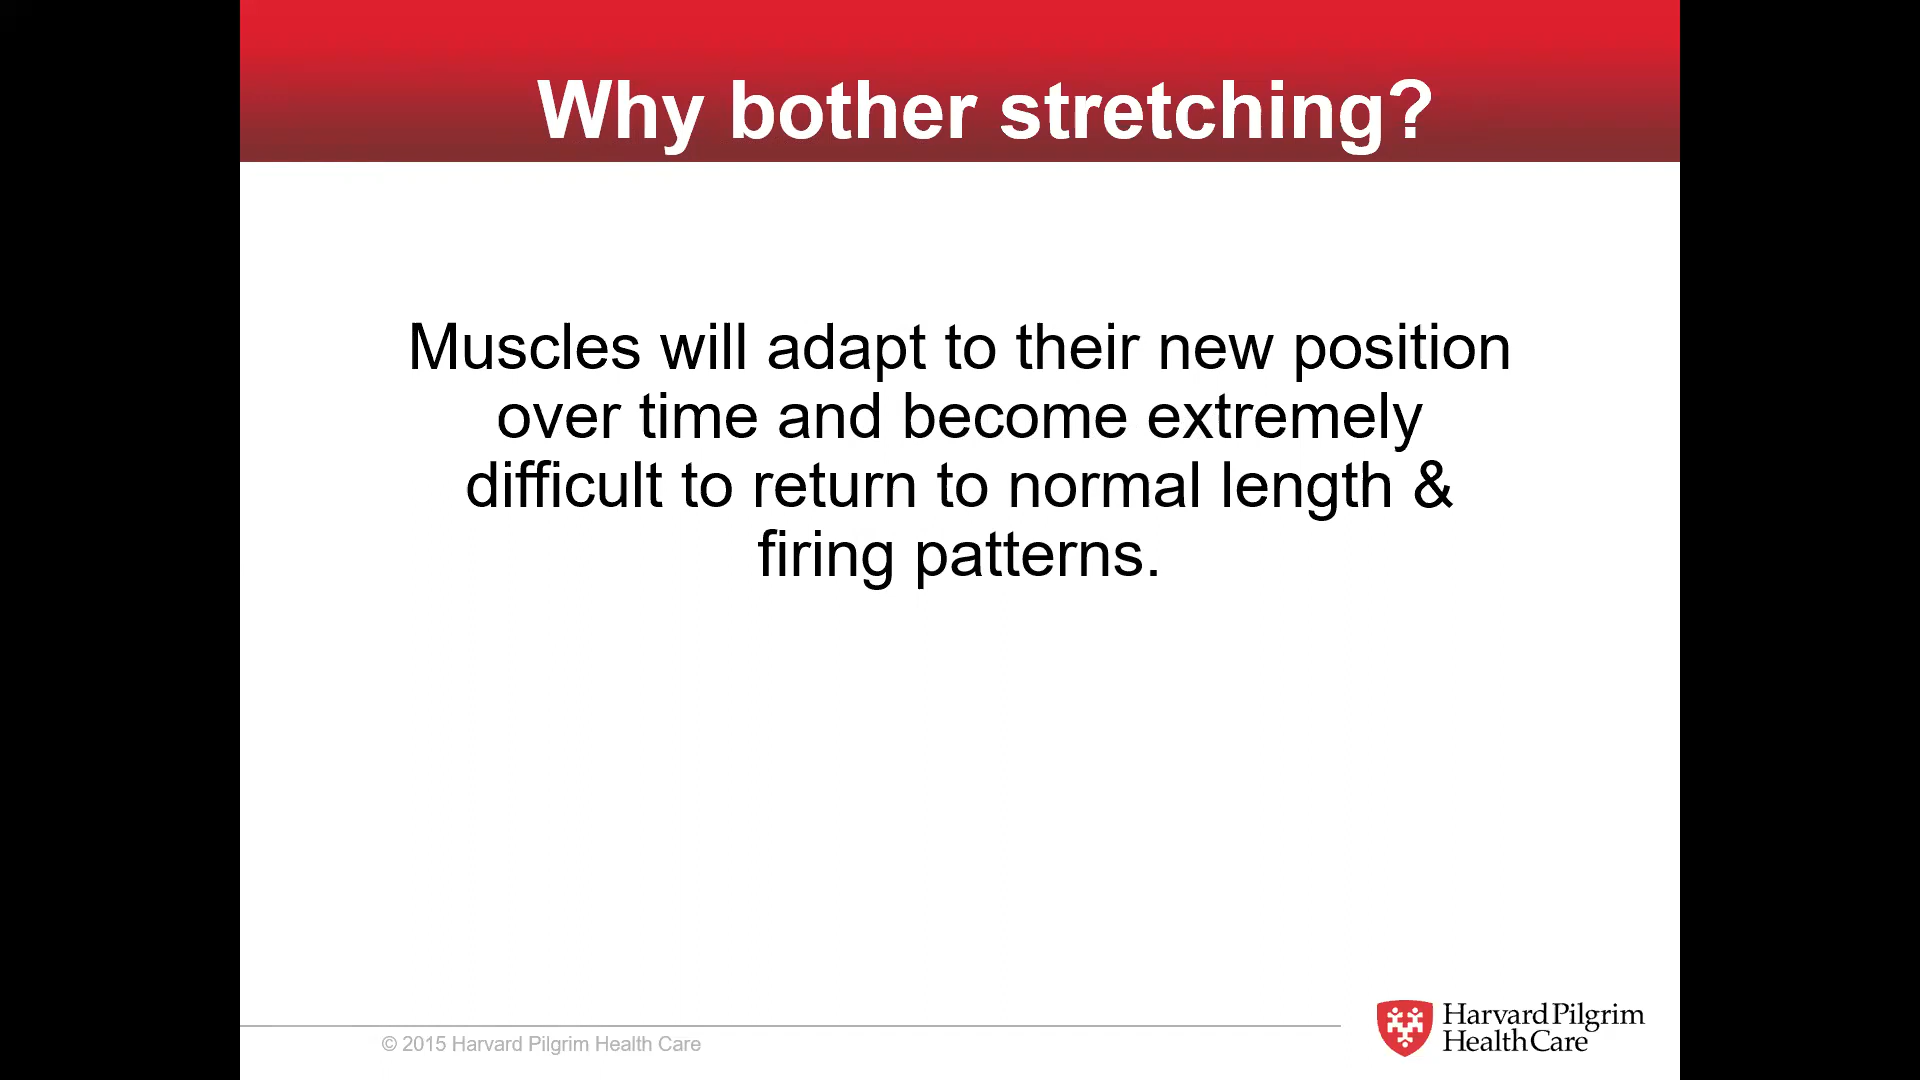 Why bother stretching?
Muscles will adapt to their new position
over time and become extremely
difficult to return to normal length &
firing patterns.
© 2015 Harvard Pilgrim Health Care
Harvard Pilgrim
Health Care